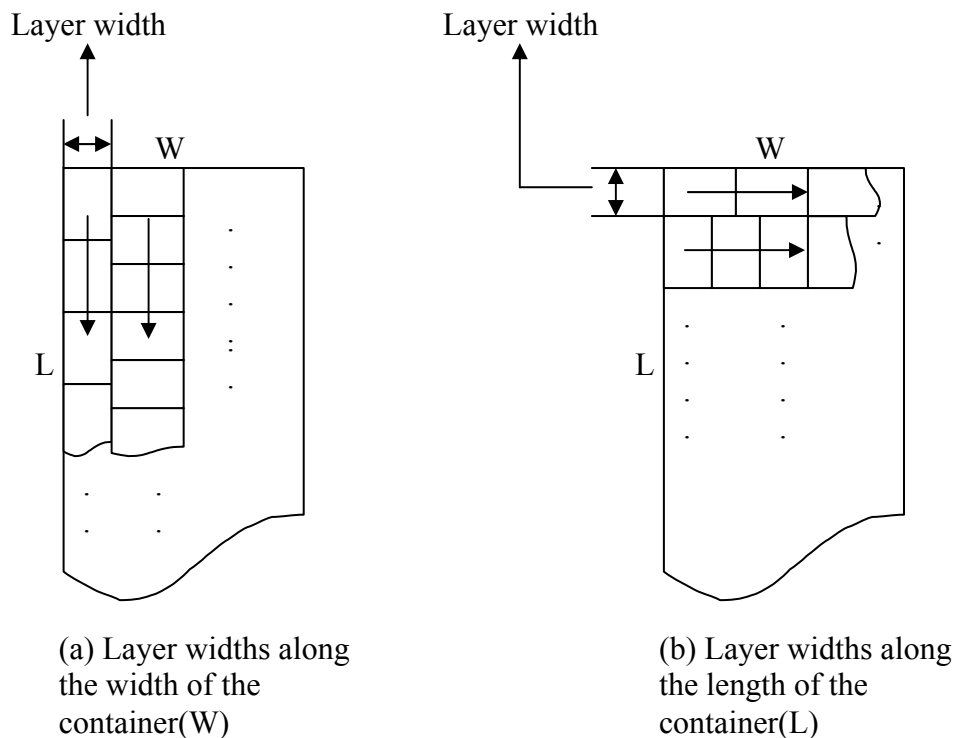 Layer width
W
L
(a) Layer widths along
the width of the
container(W)
Layer width
W
L
(b) Layer widths along
the length of the
container(L)